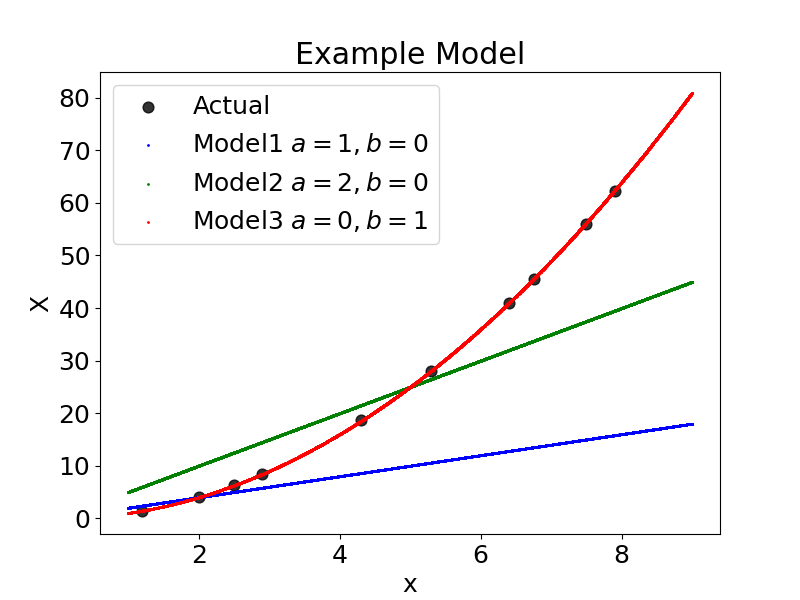 Example Model
Actual
Model1 a = 1, b = 0
Model2 a = 2, b = 0
Model3 a = 0, b = 1
80
70
60
50
40
30
20
10
0
X
2 4 6 8
x